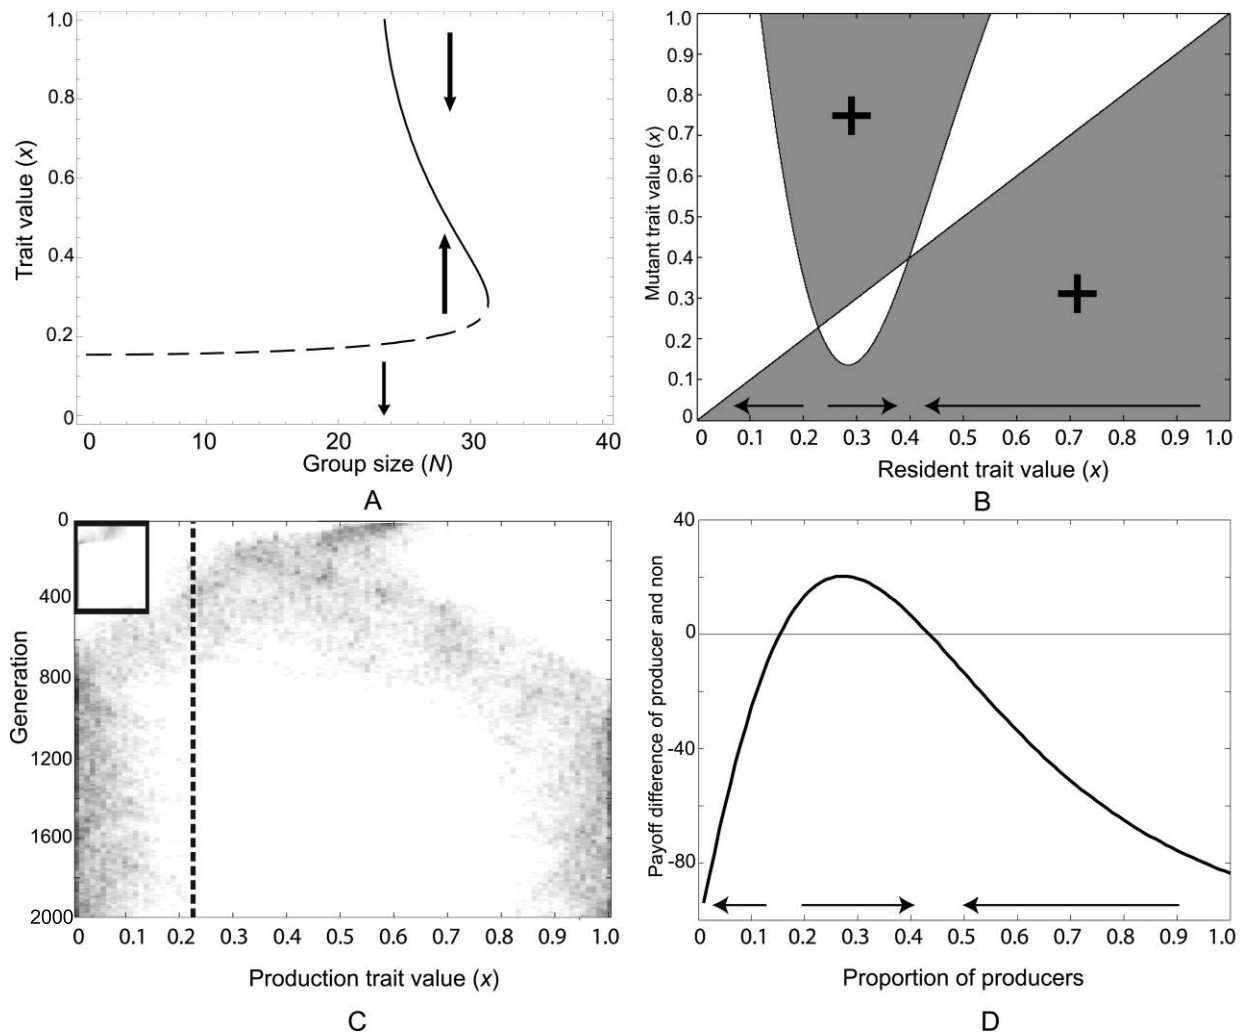 1.0
0.8
0.6
0.4
0.2
0
Trait value (x)
0 10 20 30 40
Group size (N)
A
1.0
0.9
0.8
0.7
0.6
0.5
0.4
0.3
0.2
0.1
0
Mutant trait value (x)
+
+
0 0.1 0.2 0.3 0.4 0.5 0.6 0.7 0.8 0.9 1.0
Resident trait value (x)
B
0
400
800
1200
1600
2000
Generation
0 0.1 0.2 0.3 0.4 0.5 0.6 0.7 0.8 0.9 1.0
Production trait value (x)
C
40
20
0
-40
-80
Payoff difference of producer and non
0 0.1 0.2 0.3 0.4 0.5 0.6 0.7 0.8 0.9 1.0
Proportion of producers
D